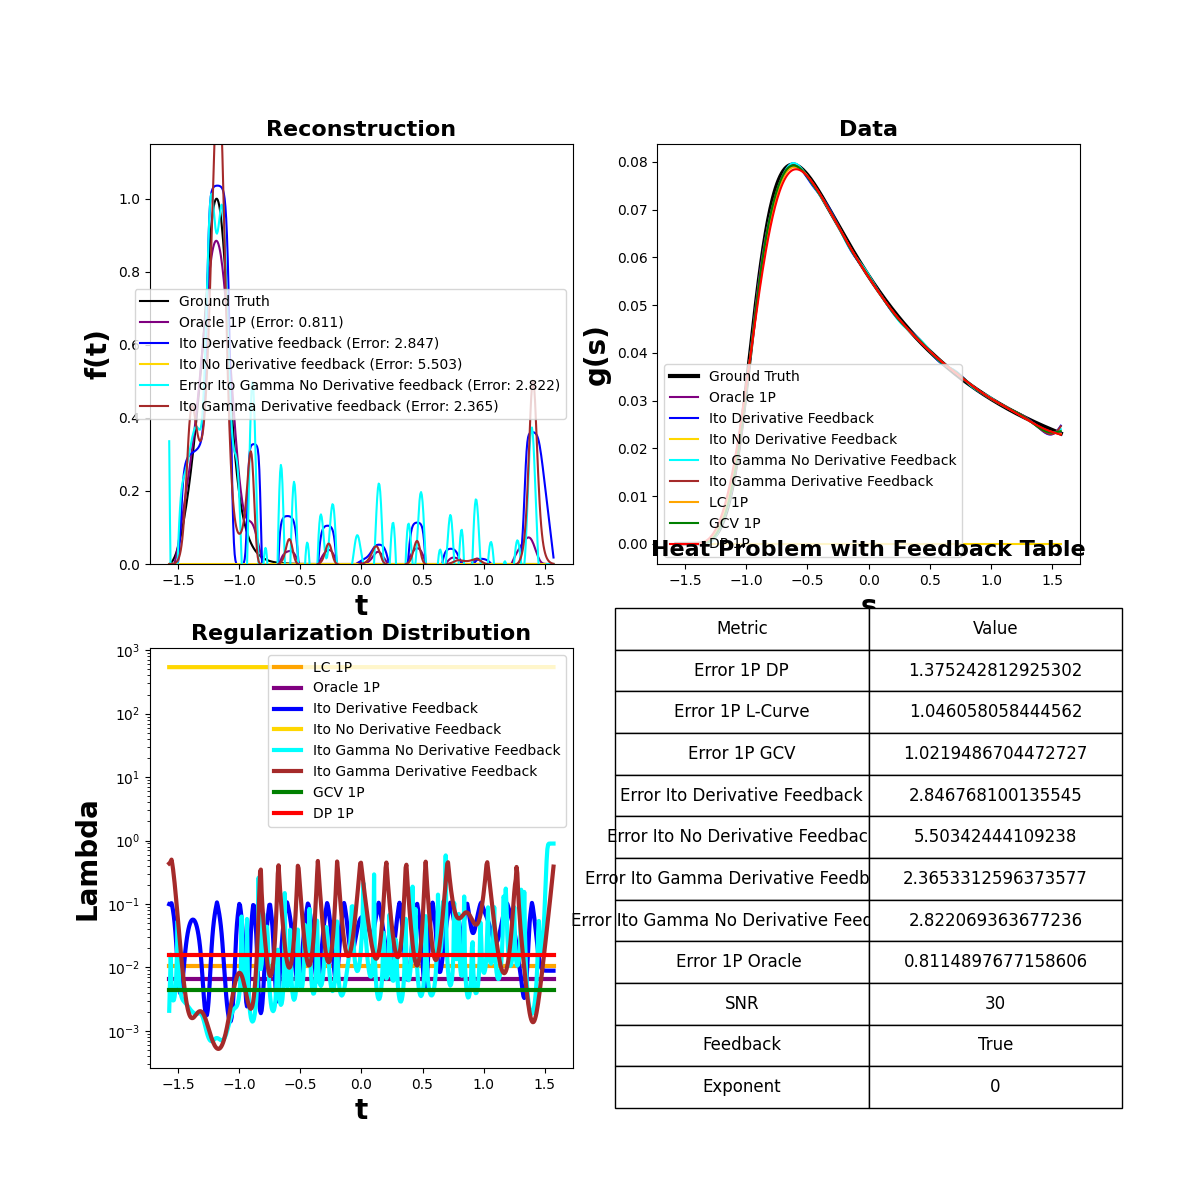 Reconstruction
f(t)
1.0
0.8
0.6
0.4
0.2
0.0
Ground Truth
Oracle 1P (Error: 0.811)
Ito Derivative feedback (Error: 2.847)
Ito No Derivative feedback (Error: 5.503)
Error Ito Gamma No Derivative feedback (Error: 2.822)
Ito Gamma Derivative feedback (Error: 2.365)
−1.5 −1.0 −0.5 0.0 0.5 1.0 1.5
t
Data
g(s)
0.08
0.07
0.06
0.05
0.04
0.03
0.02
0.01
0.00
Ground Truth
Oracle 1P
Ito Derivative Feedback
Ito No Derivative Feedback
Ito Gamma No Derivative Feedback
Ito Gamma Derivative Feedback
LC 1P
GCV 1P
DP 1P
−1.5 −1.0 −0.5 0.0 0.5 1.0 1.5
s
Regularization Distribution
Lambda
10³
10²
10¹
10⁰
10⁻¹
10⁻²
10⁻³
LC 1P
Oracle 1P
Ito Derivative Feedback
Ito No Derivative Feedback
Ito Gamma No Derivative Feedback
Ito Gamma Derivative Feedback
GCV 1P
DP 1P
−1.5 −1.0 −0.5 0.0 0.5 1.0 1.5
t
Heat Problem with Feedback Table
Metric Value
Error 1P DP 1.375242812925302
Error 1P L-Curve 1.046058058444562
Error 1P GCV 1.0219486704472727
Error Ito Derivative Feedback 2.846768100135545
Error Ito No Derivative Feedbac 5.50342444109238
Error Ito Gamma Derivative Feedb 2.3653312596373577
Error Ito Gamma No Derivative Feed 2.822069363677236
Error 1P Oracle 0.8114897677158606
SNR 30
Feedback True
Exponent 0